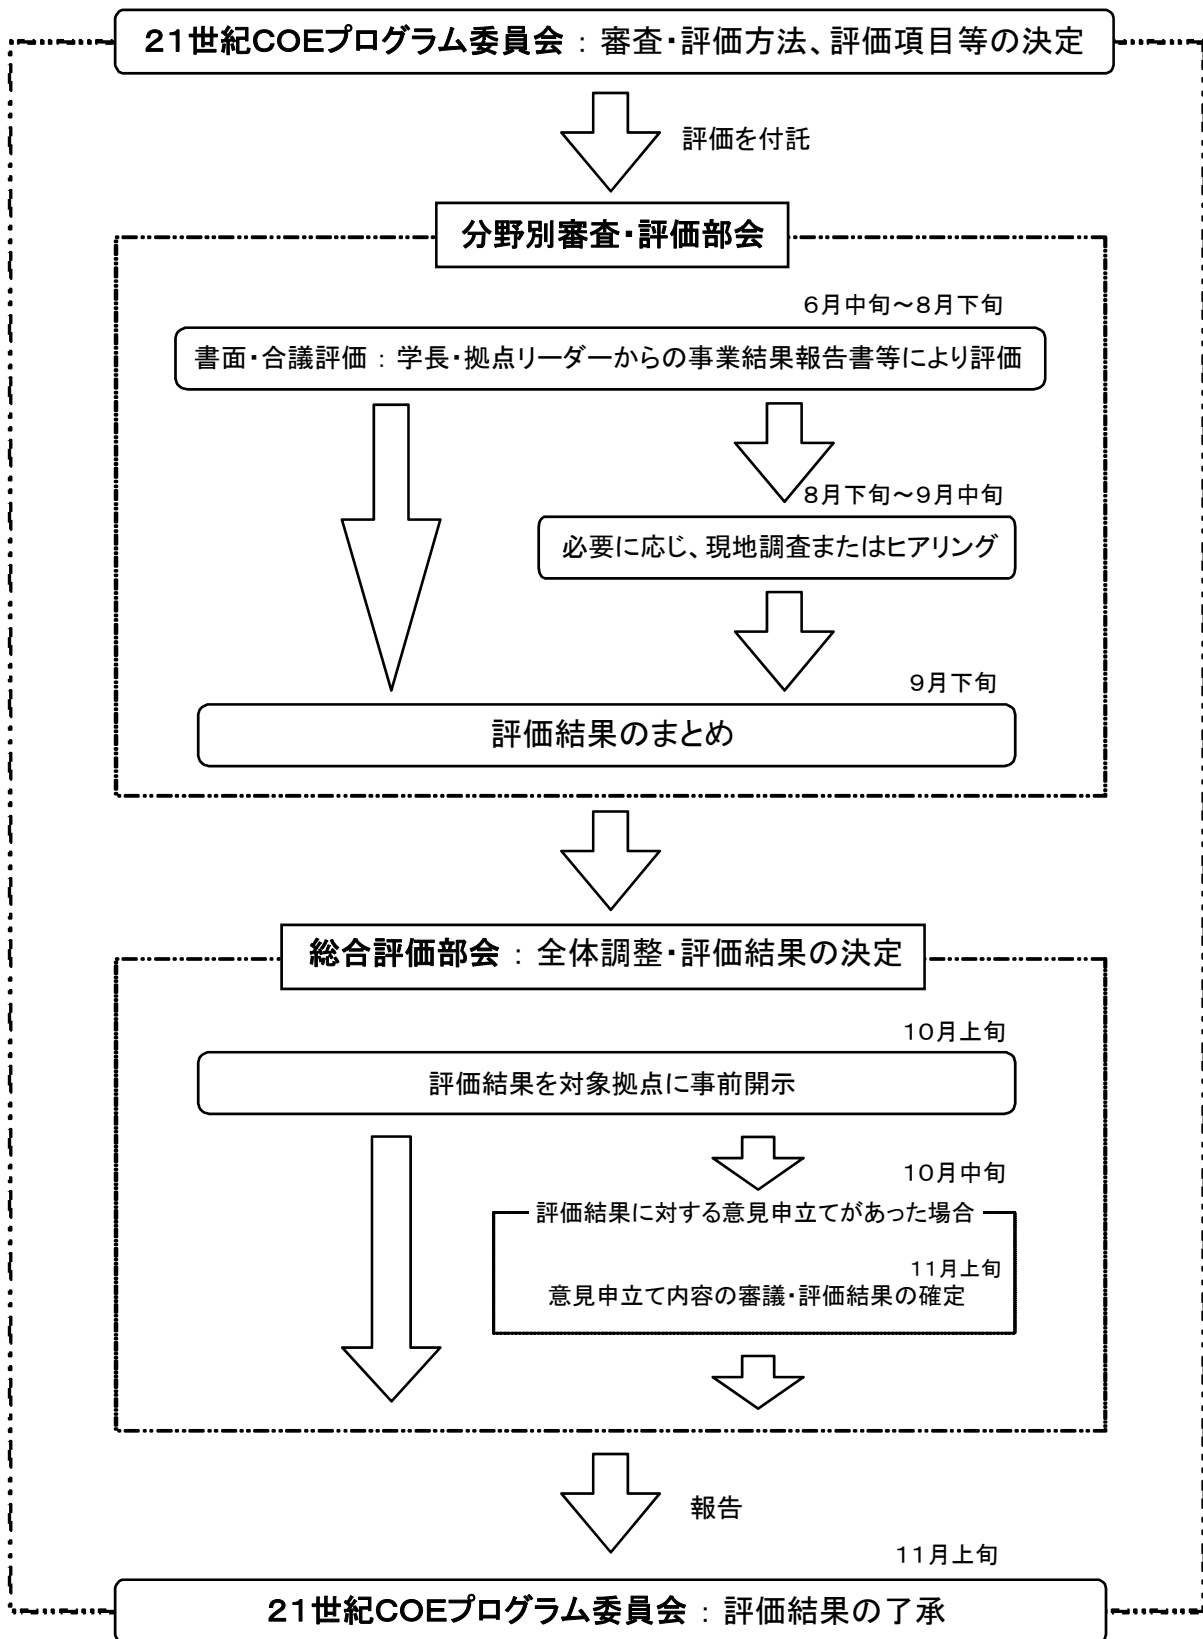 21世紀COEプログラム委員会 : 審査・評価方法、評価項目等の決定
評価を付託
分野別審査・評価部会
6月中旬～8月下旬
書面・合議評価 : 学長・拠点リーダーからの事業結果報告書等により評価
8月下旬～9月中旬
必要に応じ、現地調査またはヒアリング
9月下旬
評価結果のまとめ
総合評価部会 : 全体調整・評価結果の決定
10月上旬
評価結果を対象拠点に事前開示
10月中旬
評価結果に対する意見申立てがあった場合
11月上旬
意見申立て内容の審議・評価結果の確定
報告
11月上旬
21世紀COEプログラム委員会 : 評価結果の了承